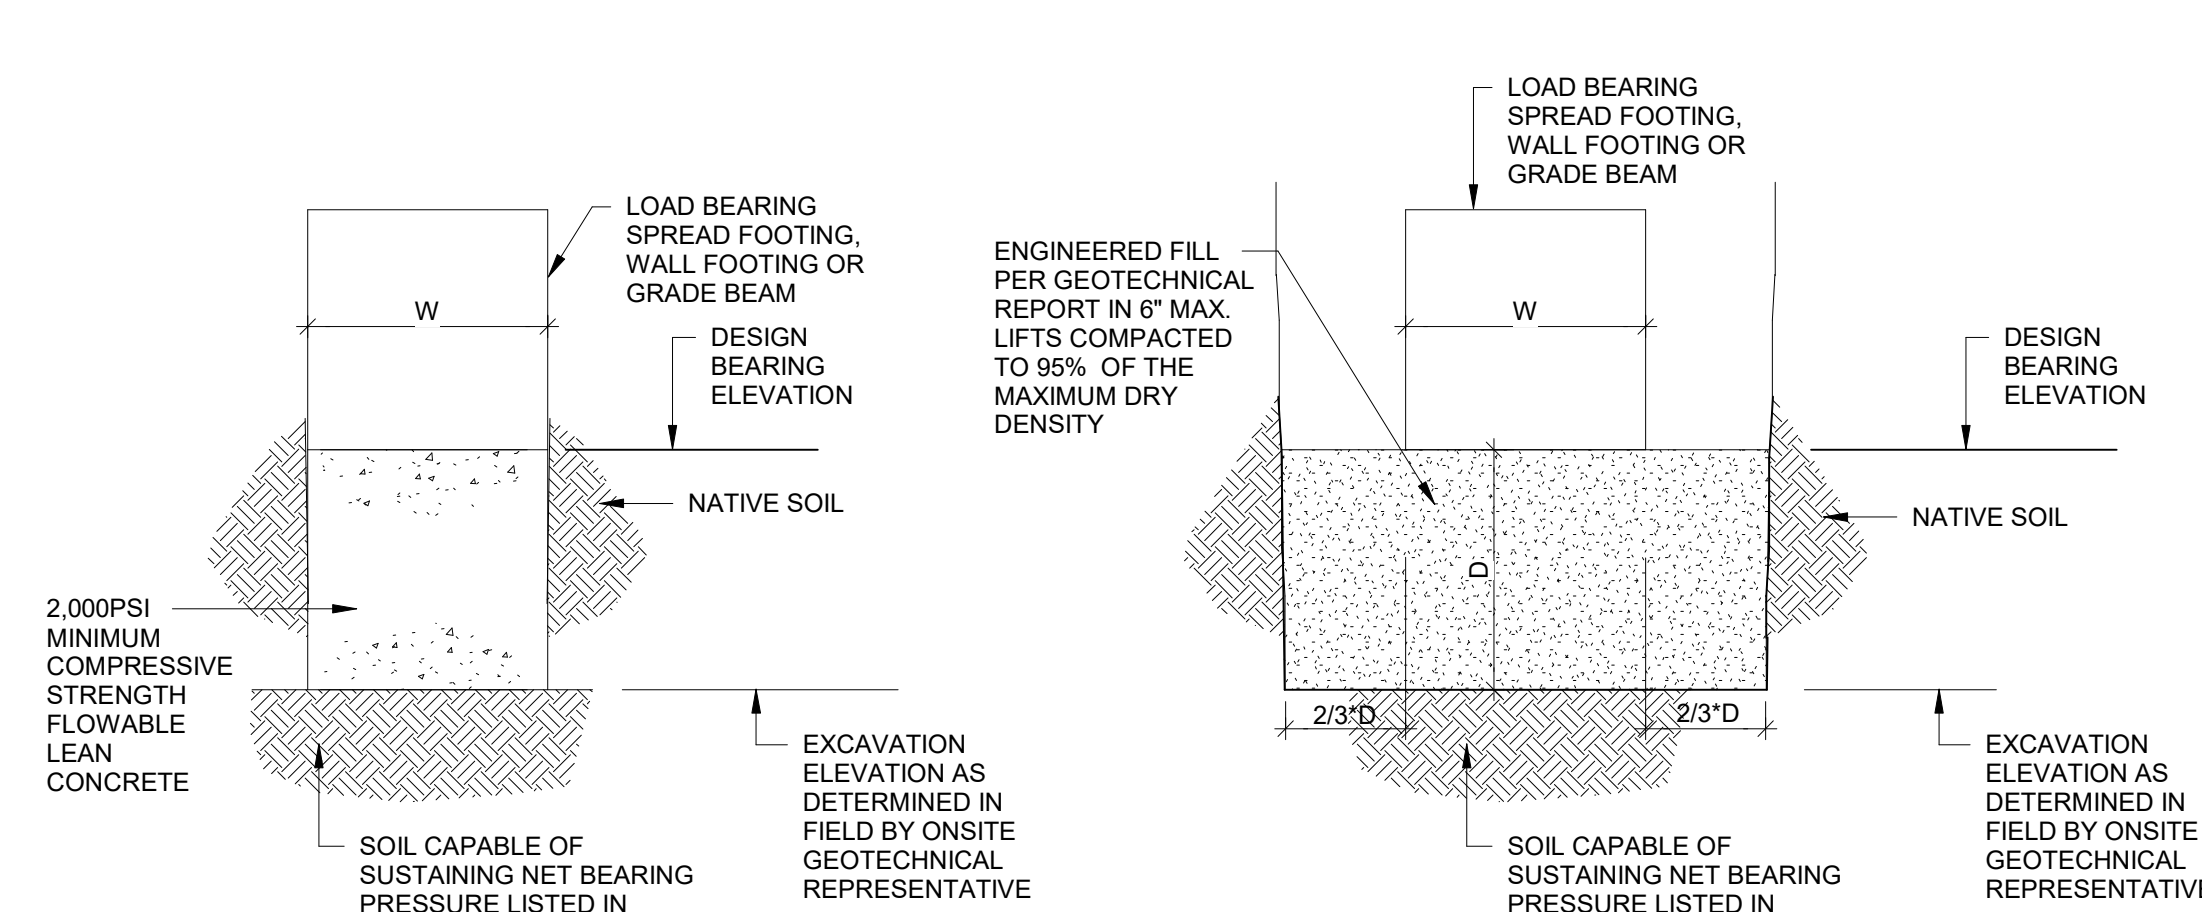 LOAD BEARING
SPREAD FOOTING,
WALL FOOTING OR
GRADE BEAM
W
DESIGN
BEARING
ELEVATION
NATIVE SOIL
2,000PSI
MINIMUM
COMPRESSIVE
STRENGTH
FLOWABLE
LEAN
CONCRETE
EXCAVATION
ELEVATION AS
DETERMINED IN
FIELD BY ONSITE
GEOTECHNICAL
REPRESENTATIVE
SOIL CAPABLE OF
SUSTAINING NET BEARING
PRESSURE LISTED IN
LOAD BEARING
SPREAD FOOTING,
WALL FOOTING OR
GRADE BEAM
ENGINEERED FILL
PER GEOTECHNICAL
REPORT IN 6" MAX.
LIFTS COMPACTED
TO 95% OF THE
MAXIMUM DRY
DENSITY
W
DESIGN
BEARING
ELEVATION
NATIVE SOIL
D
2/3*D
2/3*D
EXCAVATION
ELEVATION AS
DETERMINED IN
FIELD BY ONSITE
GEOTECHNICAL
REPRESENTATIVE
SOIL CAPABLE OF
SUSTAINING NET BEARING
PRESSURE LISTED IN